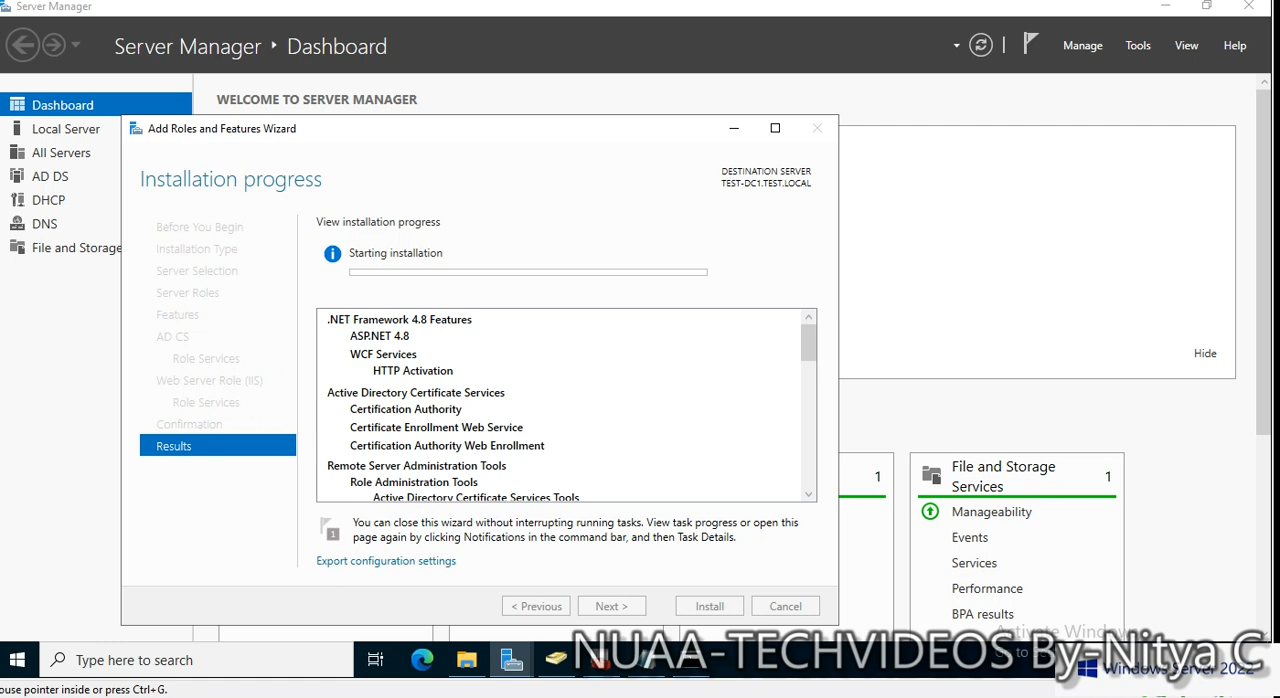 Server Manager
Server Manager ‣ Dashboard
Manage Tools View Help
Dashboard
Local Server
All Servers
AD DS
DHCP
DNS
File and Storage
WELCOME TO SERVER MANAGER
Add Roles and Features Wizard
Installation progress
DESTINATION SERVER
TEST-DC1.TEST.LOCAL
Before You Begin
Installation Type
Server Selection
Server Roles
Features
AD CS
Role Services
Web Server Role (IIS)
Role Services
Confirmation
Results
View installation progress
Starting installation
.NET Framework 4.8 Features
ASP.NET 4.8
WCF Services
HTTP Activation
Active Directory Certificate Services
Certification Authority
Certificate Enrollment Web Service
Certification Authority Web Enrollment
Remote Server Administration Tools
Role Administration Tools
Active Directory Certificate Services Tools
1
You can close this wizard without interrupting running tasks. View task progress or open this
page again by clicking Notifications in the command bar, and then Task Details.
Export configuration settings
< Previous Next > Install Cancel
Hide
1
File and Storage
Services
1
Manageability
Events
Services
Performance
BPA results
Activate Windows
Go to
Type here to search
NUAA-TECHVIDEOS By-Nitya C
Windows Server 2022
ouse pointer inside or press Ctrl+G.